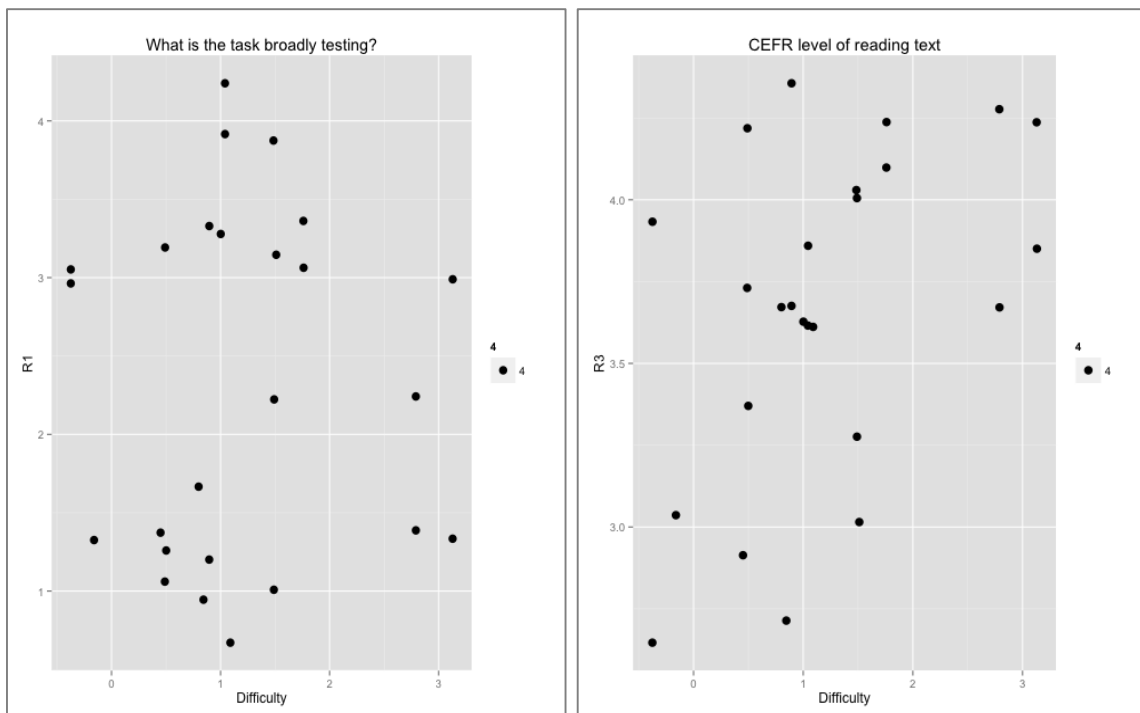 What is the task broadly testing?
4
3
2
1
R1
0 1 2 3
Difficulty
4
4
CEFR level of reading text
4.0
3.5
3.0
R3
0 1 2 3
Difficulty
4
4